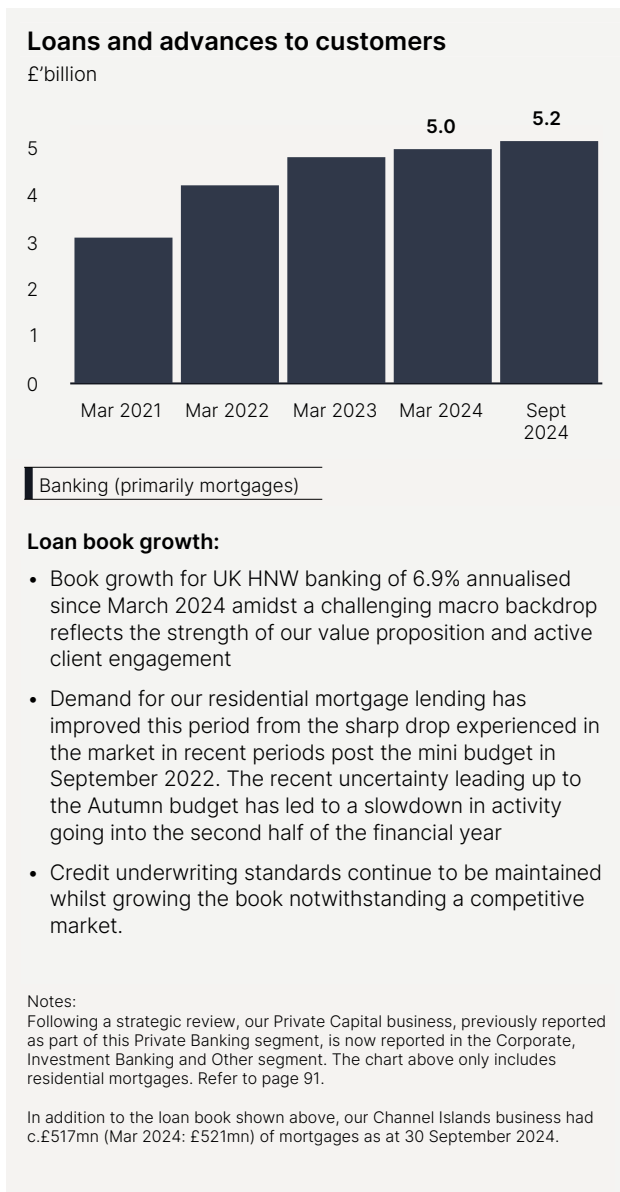 Loans and advances to customers
£’billion
5.0
5.2
5
4
3
2
1
0
Mar 2021
Mar 2022
Mar 2023
Mar 2024
Sept
2024
Banking (primarily mortgages)
Loan book growth:
• Book growth for UK HNW banking of 6.9% annualised
since March 2024 amidst a challenging macro backdrop
reflects the strength of our value proposition and active
client engagement
• Demand for our residential mortgage lending has
improved this period from the sharp drop experienced in
the market in recent periods post the mini budget in
September 2022. The recent uncertainty leading up to
the Autumn budget has led to a slowdown in activity
going into the second half of the financial year
• Credit underwriting standards continue to be maintained
whilst growing the book notwithstanding a competitive
market.
Notes:
Following a strategic review, our Private Capital business, previously reported
as part of this Private Banking segment, is now reported in the Corporate,
Investment Banking and Other segment. The chart above only includes
residential mortgages. Refer to page 91.
In addition to the loan book shown above, our Channel Islands business had
c.£517mn (Mar 2024: £521mn) of mortgages as at 30 September 2024.